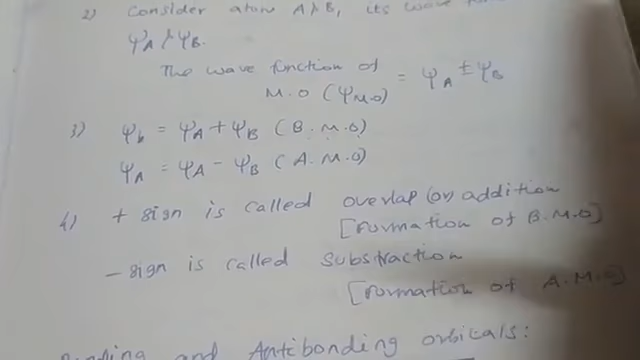 2) Consider atom A & B, its wave
ψA & ψB.
The wave function of
M.O (ψM.O) = ψA ± ψB
3) ψb = ψA + ψB (B.M.O)
ψA = ψA − ψB (A.M.O)
4) + sign is called overlap (or) addition
[Formation of B.M.O]
− sign is called substraction
[Formation of A.M.O]
and Antibonding orbitals: